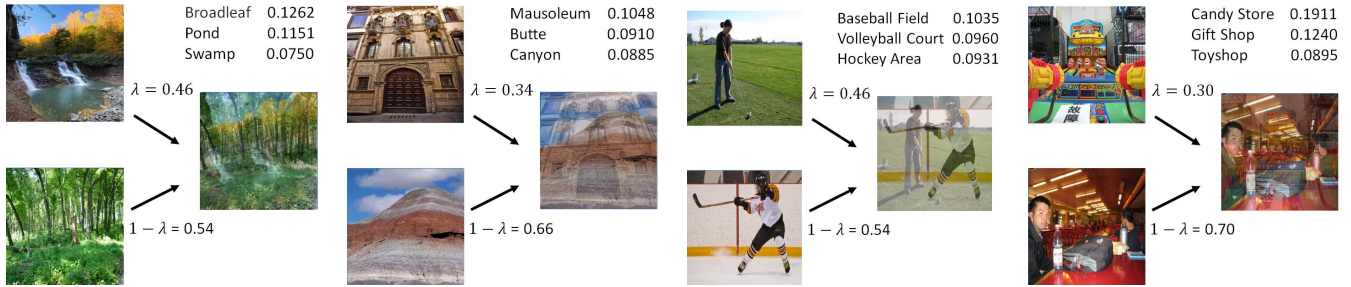 Broadleaf 0.1262
Pond 0.1151
Swamp 0.0750
λ = 0.46
1 − λ = 0.54
Mausoleum 0.1048
Butte 0.0910
Canyon 0.0885
λ = 0.34
1 − λ = 0.66
Baseball Field 0.1035
Volleyball Court 0.0960
Hockey Area 0.0931
λ = 0.46
1 − λ = 0.54
Candy Store 0.1911
Gift Shop 0.1240
Toyshop 0.0895
λ = 0.30
故障
1 − λ = 0.70